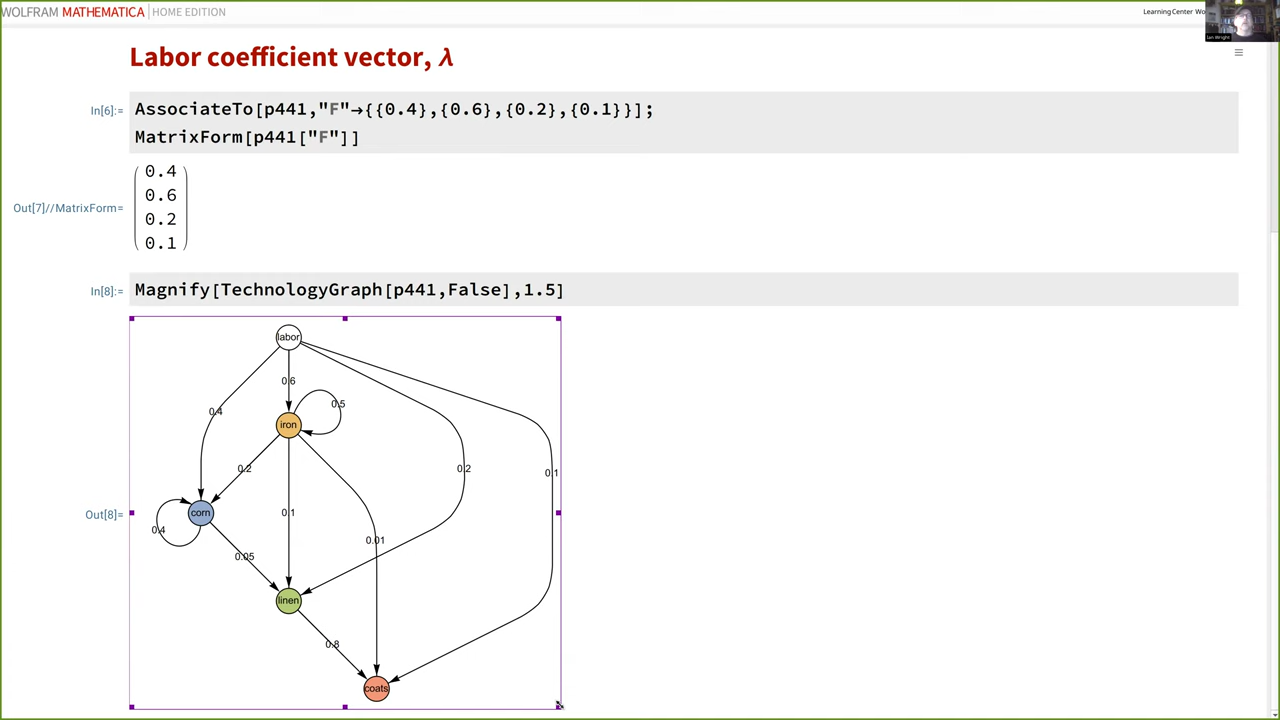 WOLFRAM MATHEMATICA | HOME EDITION
LearningCenter
Ian Wright
Labor coefficient vector, λ
In[6]:= AssociateTo[p441,"F"→{{0.4},{0.6},{0.2},{0.1}}];
MatrixForm[p441["F"]]
Out[7]//MatrixForm=
0.4
0.6
0.2
0.1
In[8]:= Magnify[TechnologyGraph[p441,False],1.5]
Out[8]=
labor
0.6
0.5
0.4
iron
0.2
0.2
0.1
corn
0.1
0.4
0.01
0.05
linen
0.8
coats